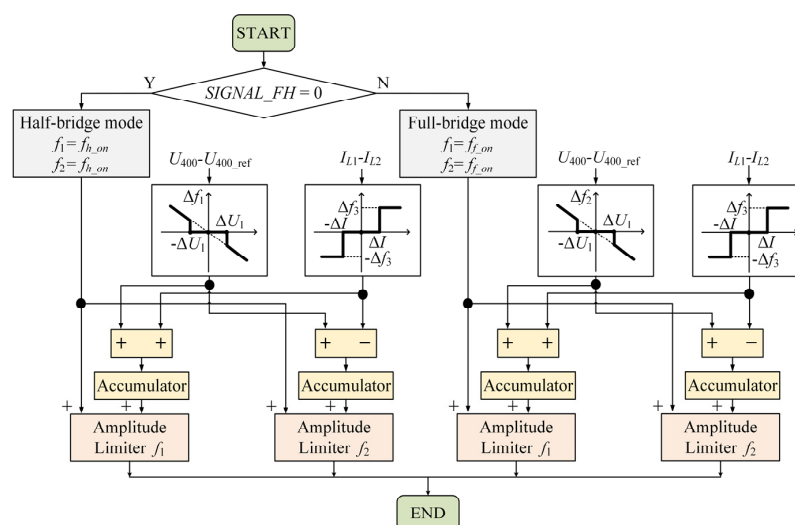 START
Y
SIGNAL_FH = 0
N
Half-bridge mode
f1= fh_on
f2= fh_on
Full-bridge mode
f1= ff_on
f2= ff_on
U400-U400_ref
IL1-IL2
U400-U400_ref
IL1-IL2
Δf1
ΔU1
-ΔU1
Δf3
-ΔI
ΔI
-Δf3
Δf2
ΔU1
-ΔU1
Δf3
-ΔI
ΔI
-Δf3
+ +
+ −
+ +
+ −
Accumulator
Accumulator
Accumulator
Accumulator
+ +
+ +
+ +
+ +
Amplitude
Limiter f1
Amplitude
Limiter f2
Amplitude
Limiter f1
Amplitude
Limiter f2
END